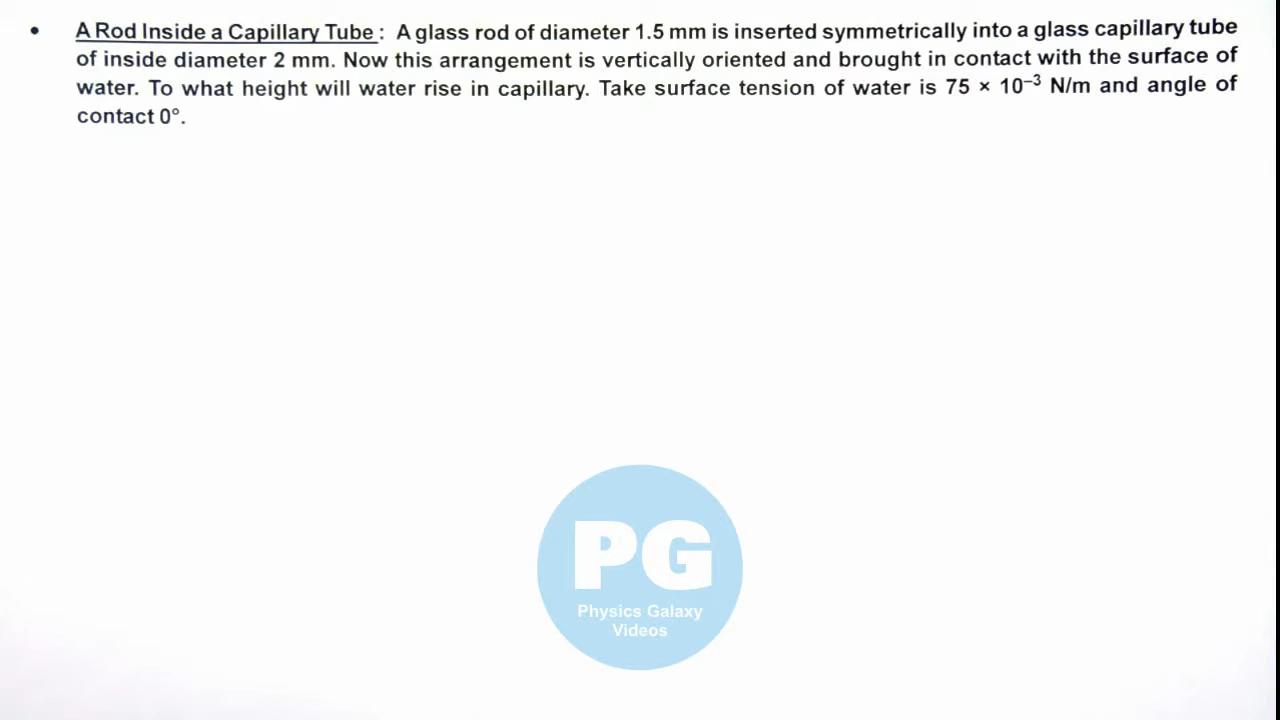 • A Rod Inside a Capillary Tube : A glass rod of diameter 1.5 mm is inserted symmetrically into a glass capillary tube
of inside diameter 2 mm. Now this arrangement is vertically oriented and brought in contact with the surface of
water. To what height will water rise in capillary. Take surface tension of water is 75 × 10⁻³ N/m and angle of
contact 0°.
PG
Physics Galaxy
Videos